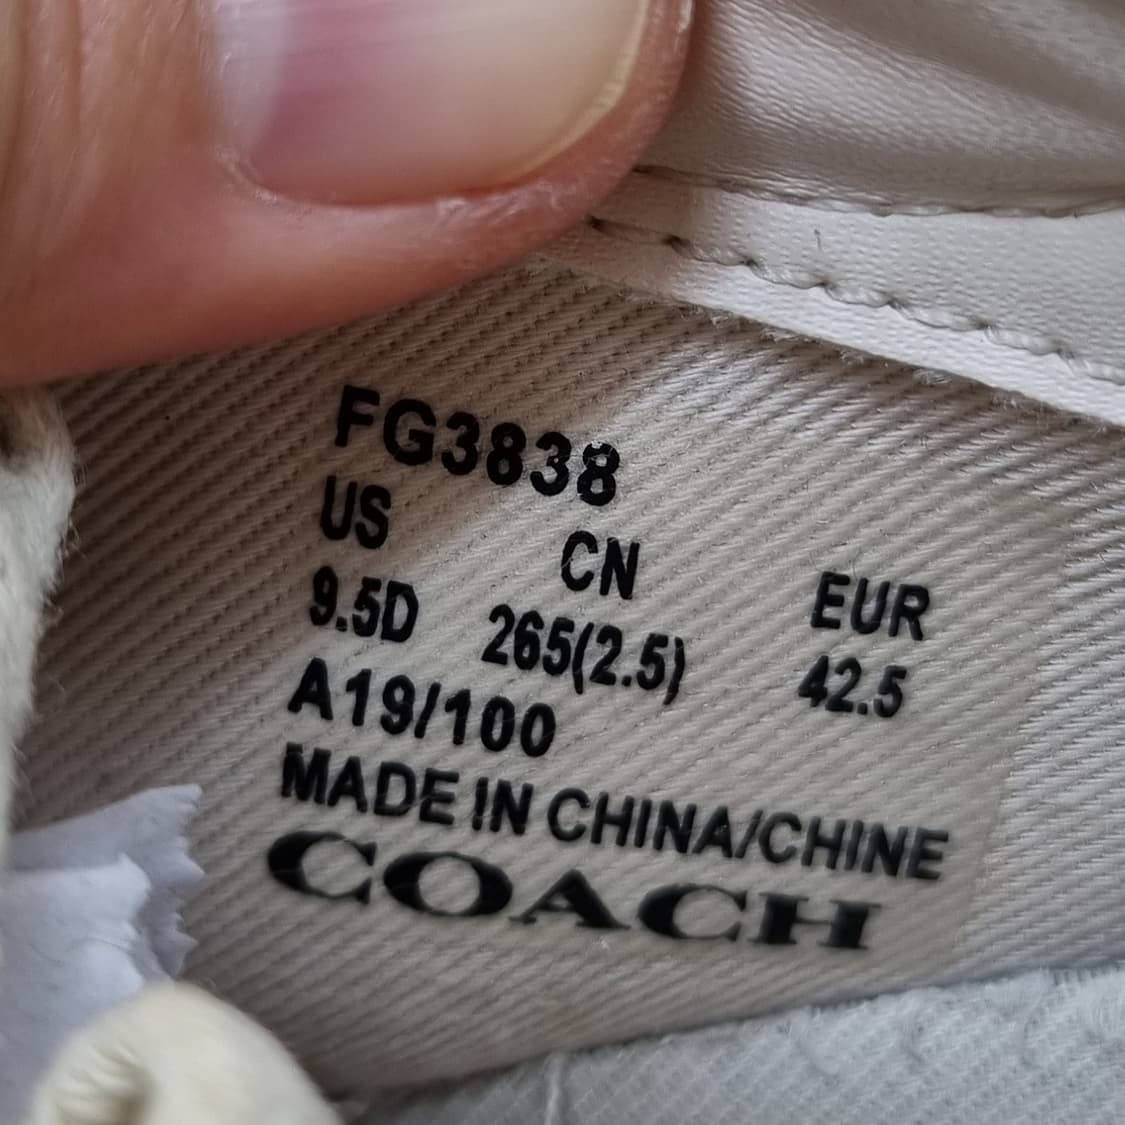 FG3838
US CN EUR
9.5D 265(2.5) 42.5
A19/100
MADE IN CHINA/CHINE
COACH